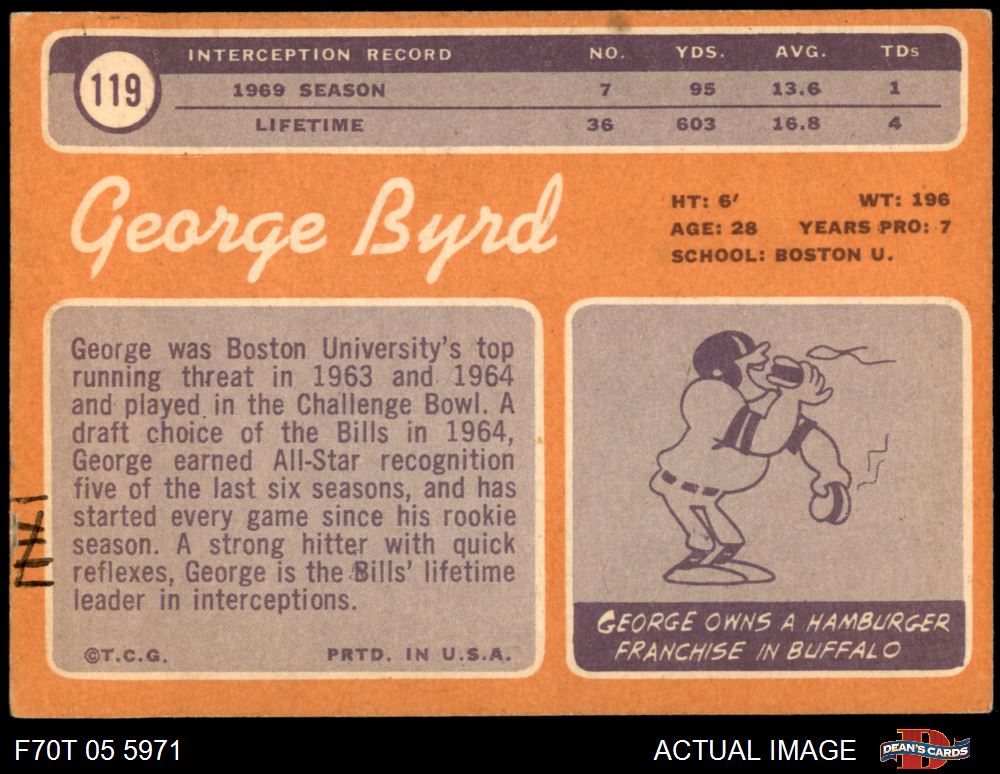 119
INTERCEPTION RECORD NO. YDS. AVG. TDs
1969 SEASON 7 95 13.6 1
LIFETIME 36 603 16.8 4
George Byrd
HT: 6' WT: 196
AGE: 28 YEARS PRO: 7
SCHOOL: BOSTON U.
George was Boston University's top
running threat in 1963 and 1964
and played in the Challenge Bowl. A
draft choice of the Bills in 1964,
George earned All-Star recognition
five of the last six seasons, and has
started every game since his rookie
season. A strong hitter with quick
reflexes, George is the Bills' lifetime
leader in interceptions.
©T.C.G. PRTD. IN U.S.A.
GEORGE OWNS A HAMBURGER
FRANCHISE IN BUFFALO
F70T 05 5971
ACTUAL IMAGE
DEAN'S CARDS